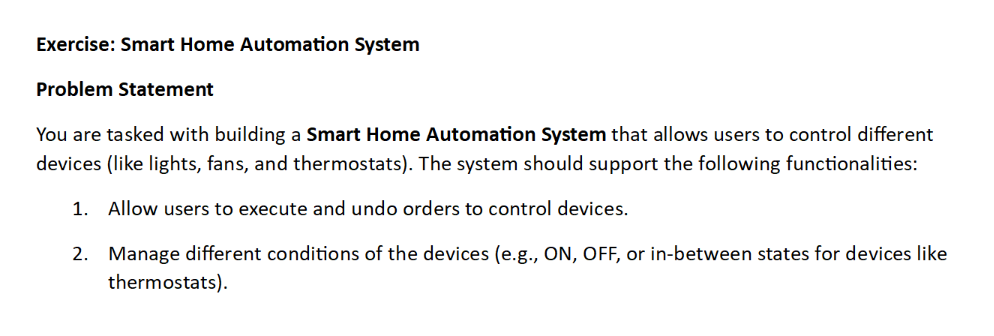 Exercise: Smart Home Automation System
Problem Statement
You are tasked with building a Smart Home Automation System that allows users to control different
devices (like lights, fans, and thermostats). The system should support the following functionalities:
1. Allow users to execute and undo orders to control devices.
2. Manage different conditions of the devices (e.g., ON, OFF, or in-between states for devices like
thermostats).